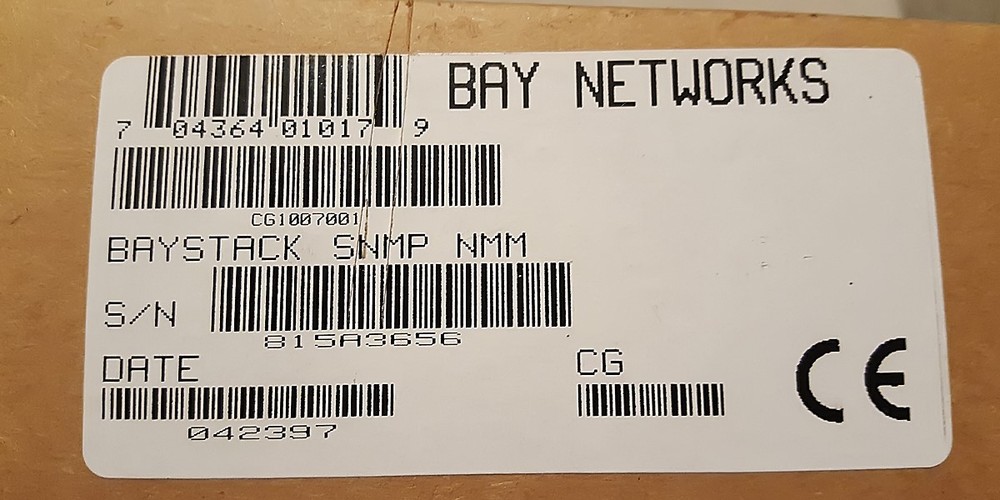 BAY NETWORKS
7 04364 01017 9
CG1007001
BAYSTACK SNMP NMM
S/N
815A3656
DATE
042397
CG
CE